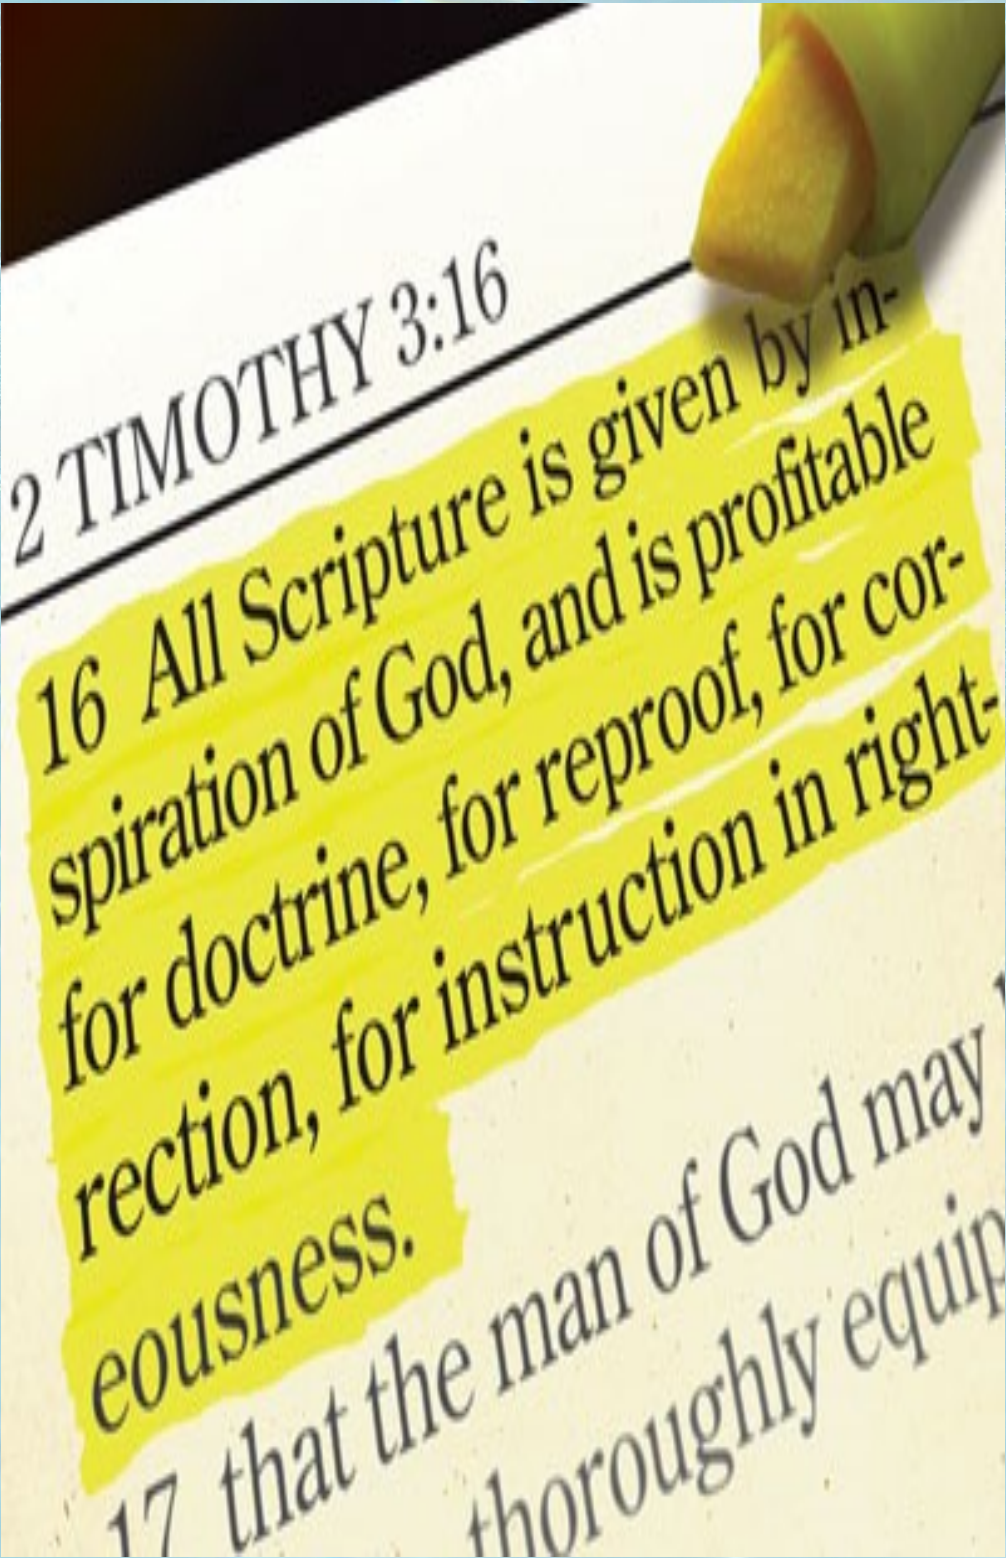 2 TIMOTHY 3:16
16 All Scripture is given by in-
spiration of God, and is profitable
for doctrine, for reproof, for cor-
rection, for instruction in right-
eousness.
17 that the man of God may
thoroughly